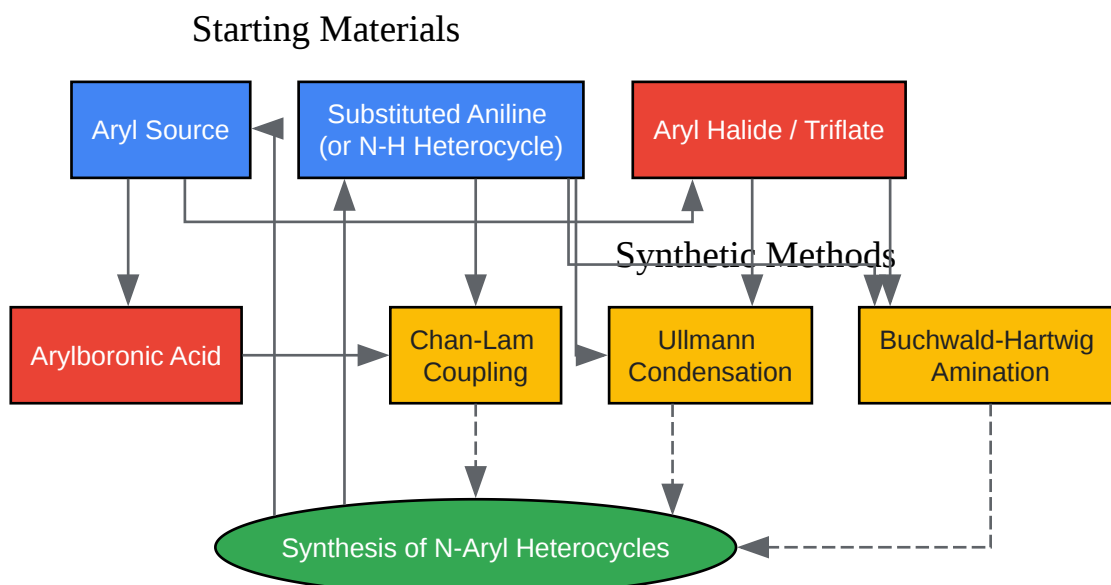 Starting Materials
Aryl Source
Substituted Aniline
(or N-H Heterocycle)
Aryl Halide / Triflate
Synthetic Methods
Arylboronic Acid
Chan-Lam
Coupling
Ullmann
Condensation
Buchwald-Hartwig
Amination
Synthesis of N-Aryl Heterocycles